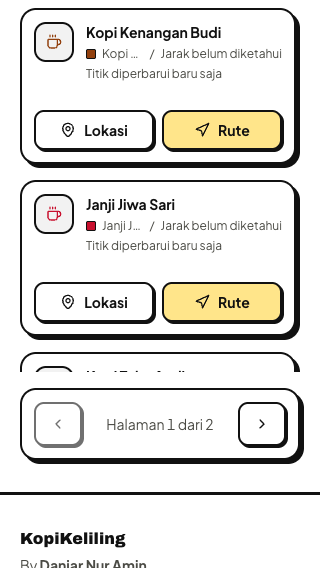 Kopi Kenangan Budi
Kopi ... / Jarak belum diketahui
Titik diperbarui baru saja
Lokasi
Rute
Janji Jiwa Sari
Janji J... / Jarak belum diketahui
Titik diperbarui baru saja
Lokasi
Rute
Halaman 1 dari 2
KopiKeliling
By Danjar Nur Amin